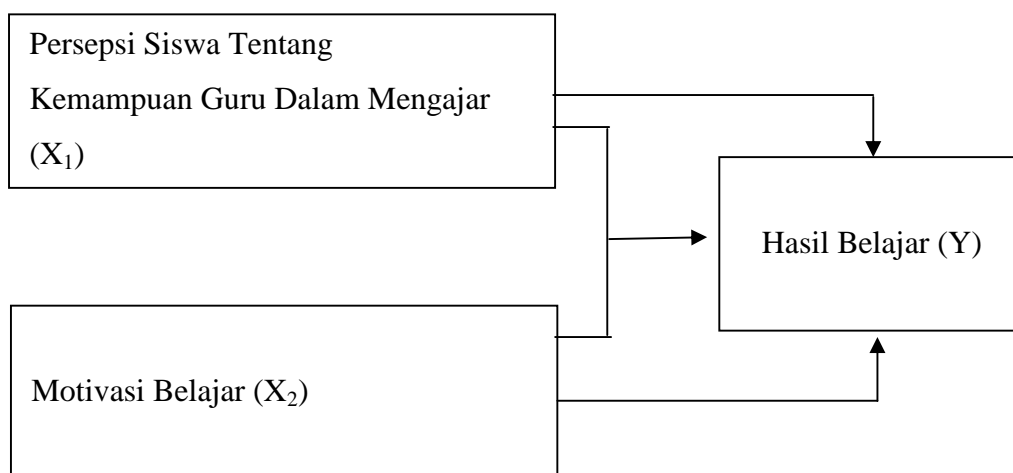 Persepsi Siswa Tentang
Kemampuan Guru Dalam Mengajar
(X₁)
Hasil Belajar (Y)
Motivasi Belajar (X₂)